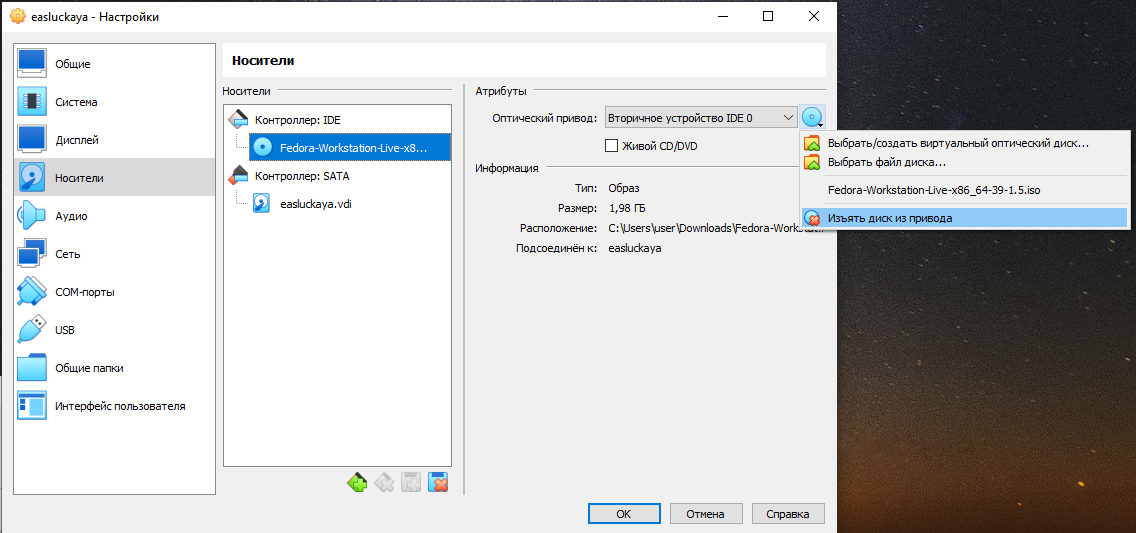 easluckaya - Настройки
Общие
Система
Дисплей
Носители
Аудио
Сеть
COM-порты
USB
Общие папки
Интерфейс пользователя
Носители
Носители
Контроллер: IDE
Fedora-Workstation-Live-x8...
Контроллер: SATA
easluckaya.vdi
Атрибуты
Оптический привод: Вторичное устройство IDE 0
Живой CD/DVD
Информация
Тип: Образ
Размер: 1,98 ГБ
Расположение: C:\Users\user\Downloads\Fedora-Workstat...
Подсоединён к: easluckaya
Выбрать/создать виртуальный оптический диск...
Выбрать файл диска...
Fedora-Workstation-Live-x86_64-39-1.5.iso
Изъять диск из привода
OK Отмена Справка